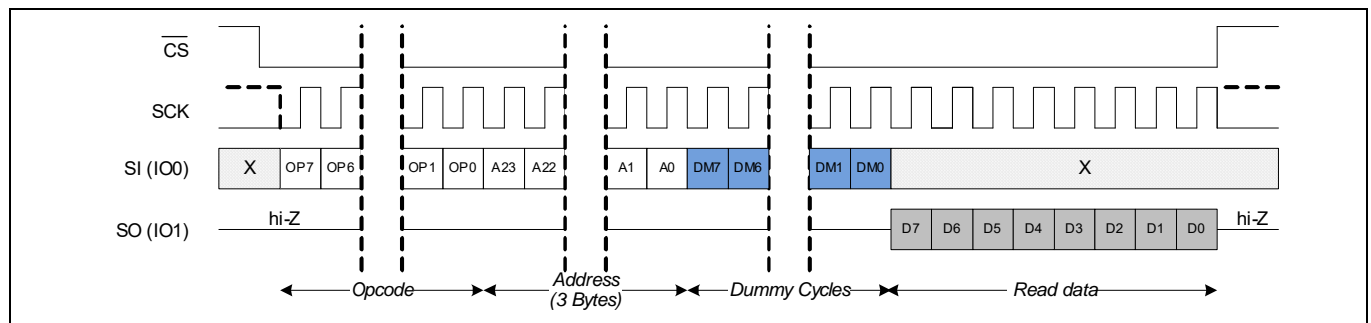 CS
SCK
SI (IO0) X OP7 OP6 OP1 OP0 A23 A22 A1 A0 DM7 DM6 DM1 DM0 X
SO (IO1) hi-Z D7 D6 D5 D4 D3 D2 D1 D0 hi-Z
Opcode Address (3 Bytes) Dummy Cycles Read data